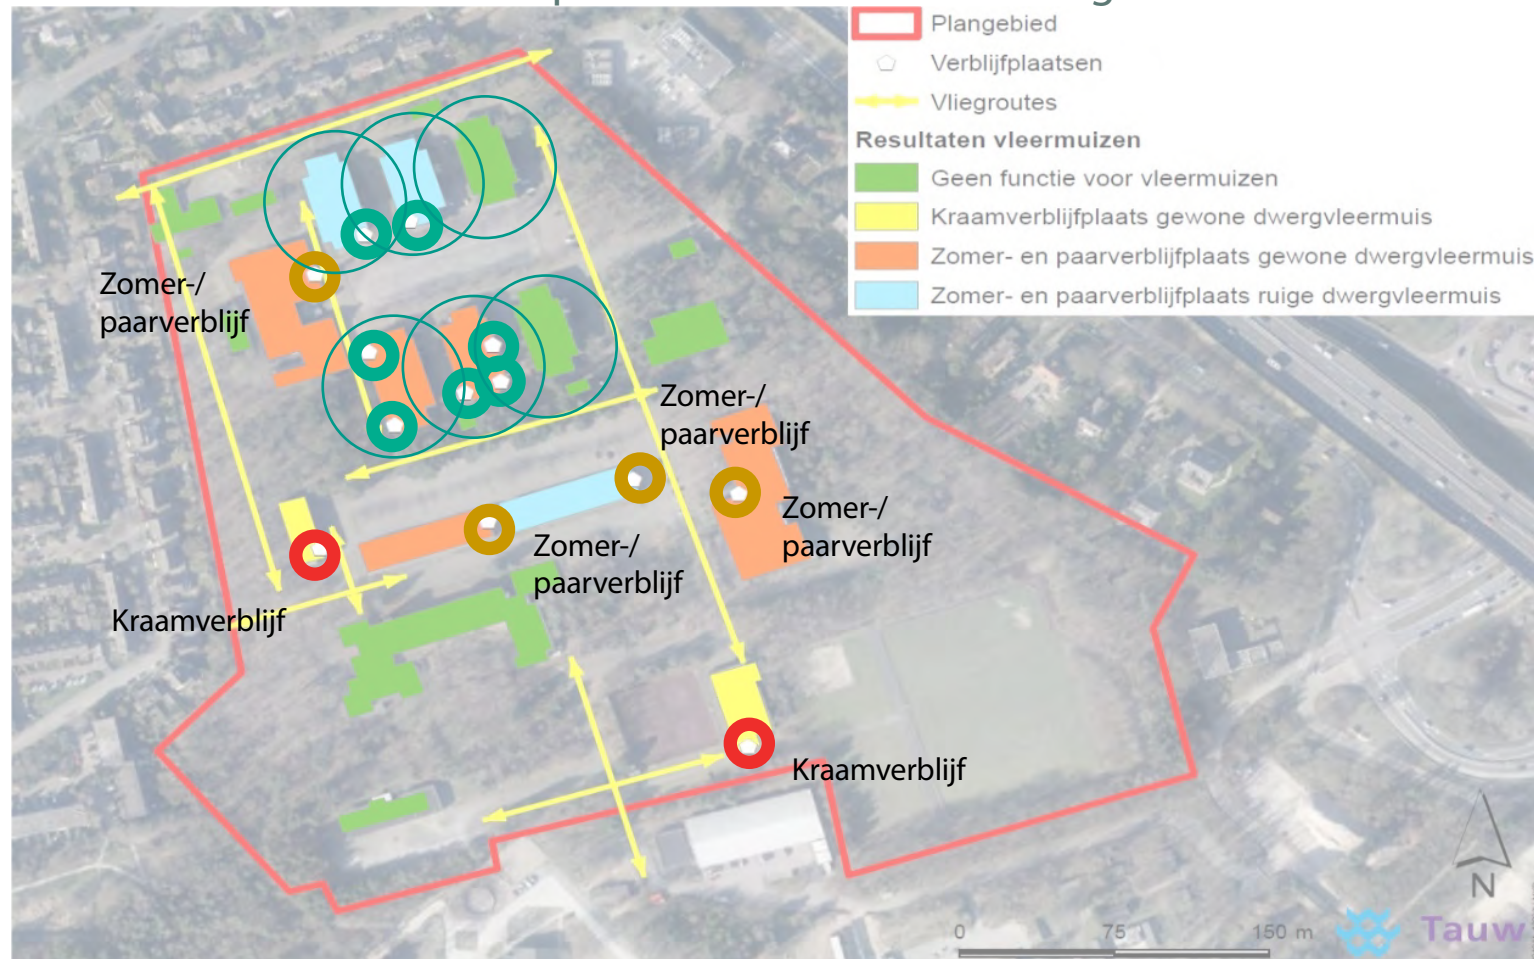 Plangebied
Verblijfplaatsen
Vliegroutes
Resultaten vleermuizen
Geen functie voor vleermuizen
Kraamverblijfplaats gewone dwergvleermuis
Zomer- en paarverblijfplaats gewone dwergvleermuis
Zomer- en paarverblijfplaats ruige dwergvleermuis
Zomer-/
paarverblijf
Zomer-/
paarverblijf
Zomer-/
paarverblijf
Zomer-/
paarverblijf
Kraamverblijf
Kraamverblijf
N
0 75 150 m
Tauw